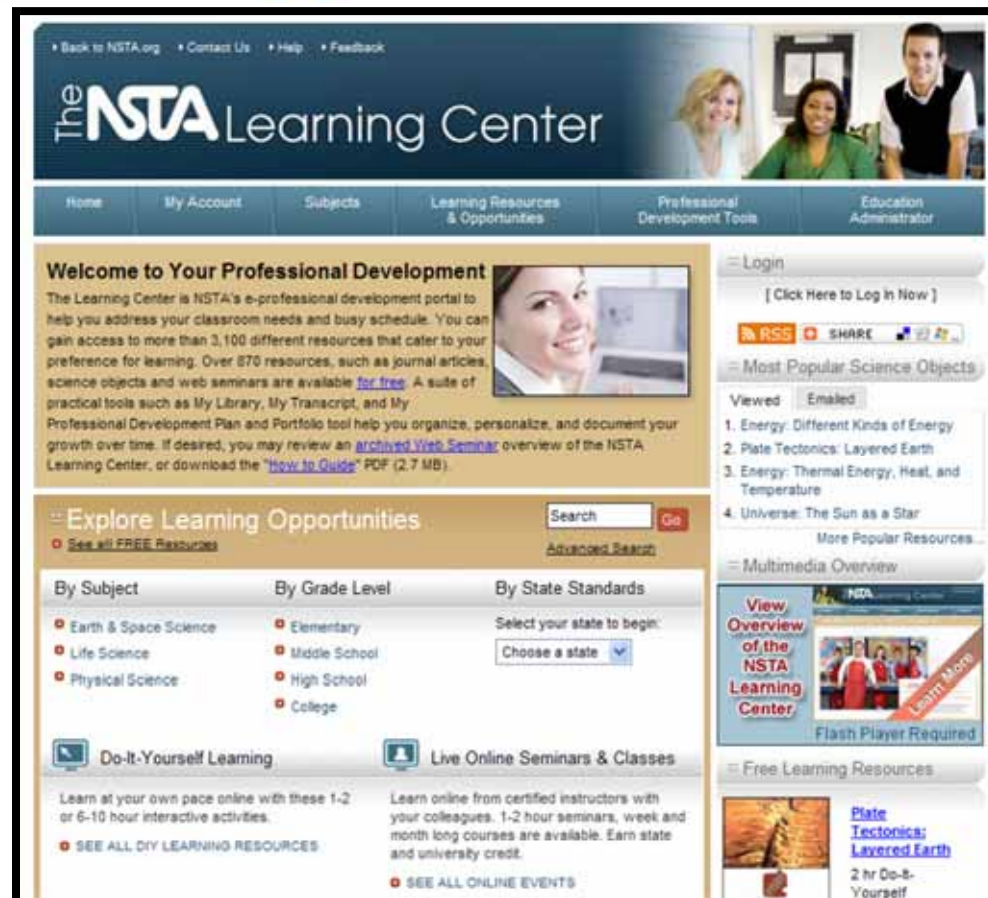 Back to NSTA.org Contact Us Help Feedback
The NSTA Learning Center
Home My Account Subjects Learning Resources & Opportunities Professional Development Tools Education Administrator
Welcome to Your Professional Development
The Learning Center is NSTA's e-professional development portal to
help you address your classroom needs and busy schedule. You can
gain access to more than 3,100 different resources that cater to your
preference for learning. Over 870 resources, such as journal articles,
science objects and web seminars are available for free. A suite of
practical tools such as My Library, My Transcript, and My
Professional Development Plan and Portfolio tool help you organize, personalize, and document your
growth over time. If desired, you may review an archived Web Seminar overview of the NSTA
Learning Center, or download the "How to Guide" PDF (2.7 MB).
Explore Learning Opportunities
See all FREE Resources
Search Go
Advanced Search
By Subject
Earth & Space Science
Life Science
Physical Science
By Grade Level
Elementary
Middle School
High School
College
By State Standards
Select your state to begin:
Choose a state
Do-It-Yourself Learning
Learn at your own pace online with these 1-2
or 6-10 hour interactive activities.
SEE ALL DIY LEARNING RESOURCES
Live Online Seminars & Classes
Learn online from certified instructors with
your colleagues. 1-2 hour seminars, week and
month long courses are available. Earn state
and university credit.
SEE ALL ONLINE EVENTS
Login
[ Click Here to Log In Now ]
RSS SHARE
Most Popular Science Objects
Viewed Emailed
1. Energy: Different Kinds of Energy
2. Plate Tectonics: Layered Earth
3. Energy: Thermal Energy, Heat, and
Temperature
4. Universe: The Sun as a Star
More Popular Resources...
Multimedia Overview
View
Overview
of the
NSTA
Learning
Center
NSTA Learning Center
Learn More
Flash Player Required
Free Learning Resources
Plate
Tectonics:
Layered Earth
2 hr Do-It-
Yourself